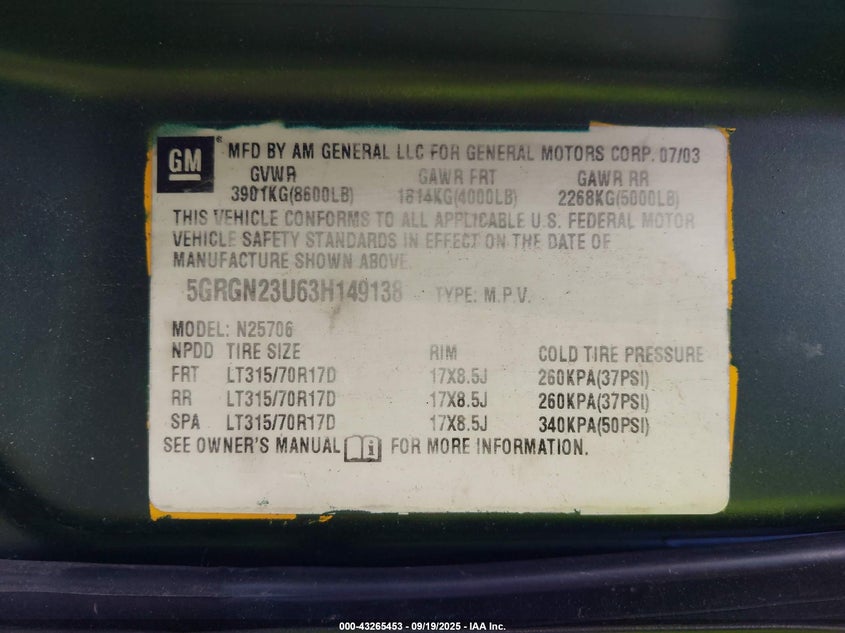 GM ® MFD BY AM GENERAL LLC FOR GENERAL MOTORS CORP. 07/03
GVWR GAWR FRT GAWR RR
3901KG(8600LB) 1814KG(4000LB) 2268KG(5000LB)
THIS VEHICLE CONFORMS TO ALL APPLICABLE U.S. FEDERAL MOTOR
VEHICLE SAFETY STANDARDS IN EFFECT ON THE DATE OF
MANUFACTURE SHOWN ABOVE.
5GRGN23U63H149138 TYPE: M.P.V.
MODEL: N25706
NPDD TIRE SIZE RIM COLD TIRE PRESSURE
FRT LT315/70R17D 17X8.5J 260KPA(37PSI)
RR LT315/70R17D 17X8.5J 260KPA(37PSI)
SPA LT315/70R17D 17X8.5J 340KPA(50PSI)
SEE OWNER'S MANUAL i FOR MORE INFORMATION.
000-43265453 - 09/19/2025 - IAA Inc.